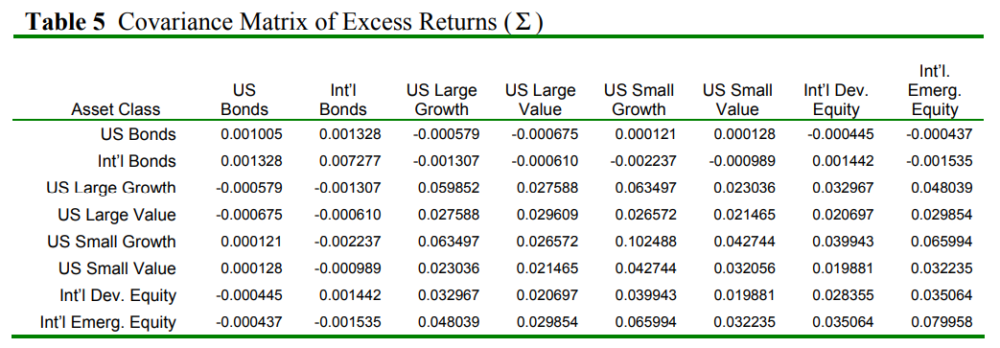 Table 5 Covariance Matrix of Excess Returns (Σ)
Int'l.
US Int'l US Large US Large US Small US Small Int'l Dev. Emerg.
Asset Class Bonds Bonds Growth Value Growth Value Equity Equity
US Bonds 0.001005 0.001328 -0.000579 -0.000675 0.000121 0.000128 -0.000445 -0.000437
Int'l Bonds 0.001328 0.007277 -0.001307 -0.000610 -0.002237 -0.000989 0.001442 -0.001535
US Large Growth -0.000579 -0.001307 0.059852 0.027588 0.063497 0.023036 0.032967 0.048039
US Large Value -0.000675 -0.000610 0.027588 0.029609 0.026572 0.021465 0.020697 0.029854
US Small Growth 0.000121 -0.002237 0.063497 0.026572 0.102488 0.042744 0.039943 0.065994
US Small Value 0.000128 -0.000989 0.023036 0.021465 0.042744 0.032056 0.019881 0.032235
Int'l Dev. Equity -0.000445 0.001442 0.032967 0.020697 0.039943 0.019881 0.028355 0.035064
Int'l Emerg. Equity -0.000437 -0.001535 0.048039 0.029854 0.065994 0.032235 0.035064 0.079958